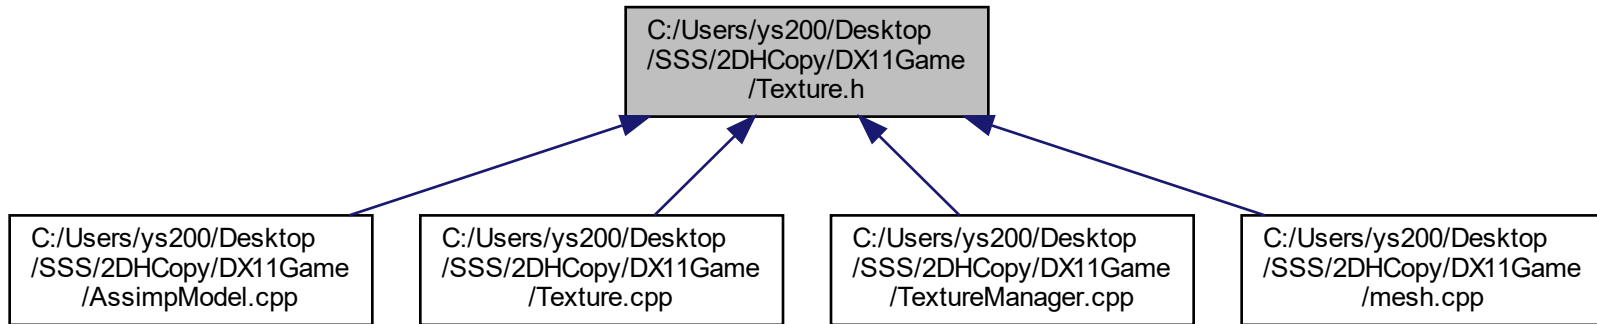 C:/Users/ys200/Desktop
/SSS/2DHCopy/DX11Game
/Texture.h
C:/Users/ys200/Desktop
/SSS/2DHCopy/DX11Game
/AssimpModel.cpp
C:/Users/ys200/Desktop
/SSS/2DHCopy/DX11Game
/Texture.cpp
C:/Users/ys200/Desktop
/SSS/2DHCopy/DX11Game
/TextureManager.cpp
C:/Users/ys200/Desktop
/SSS/2DHCopy/DX11Game
/mesh.cpp